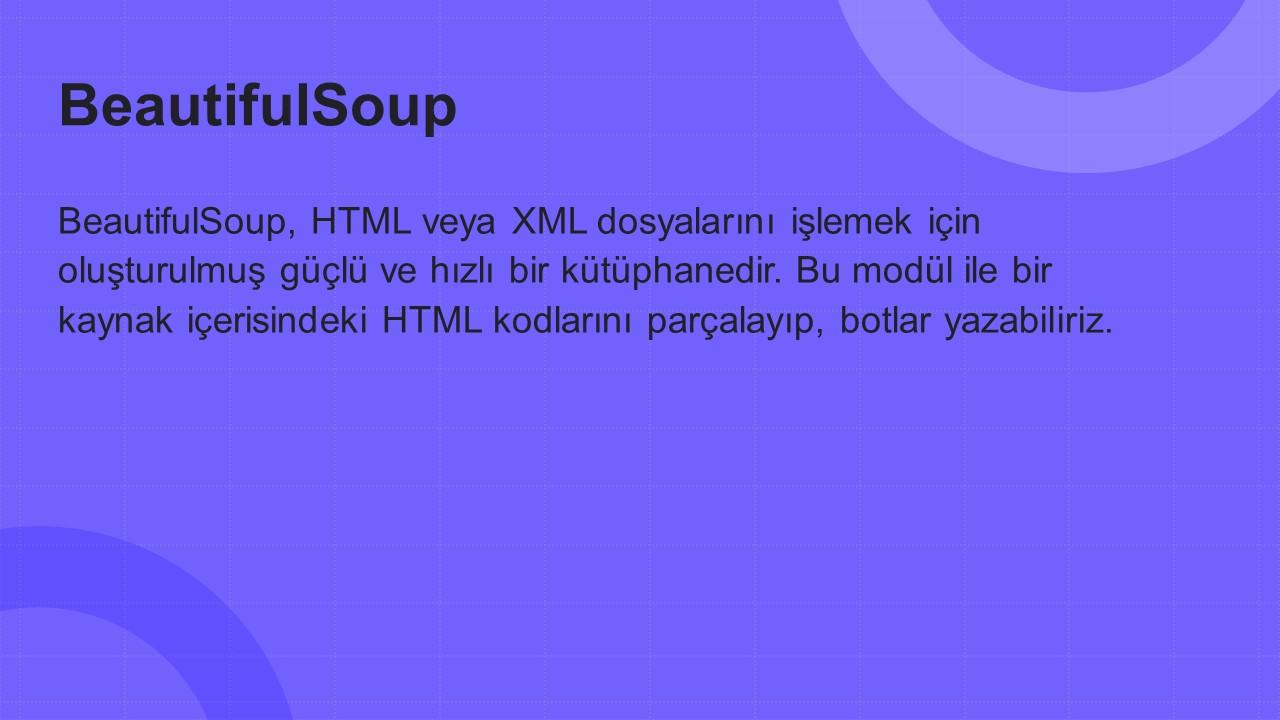 BeautifulSoup
BeautifulSoup, HTML veya XML dosyalarını işlemek için
oluşturulmuş güçlü ve hızlı bir kütüphanedir. Bu modül ile bir
kaynak içerisindeki HTML kodlarını parçalayıp, botlar yazabiliriz.